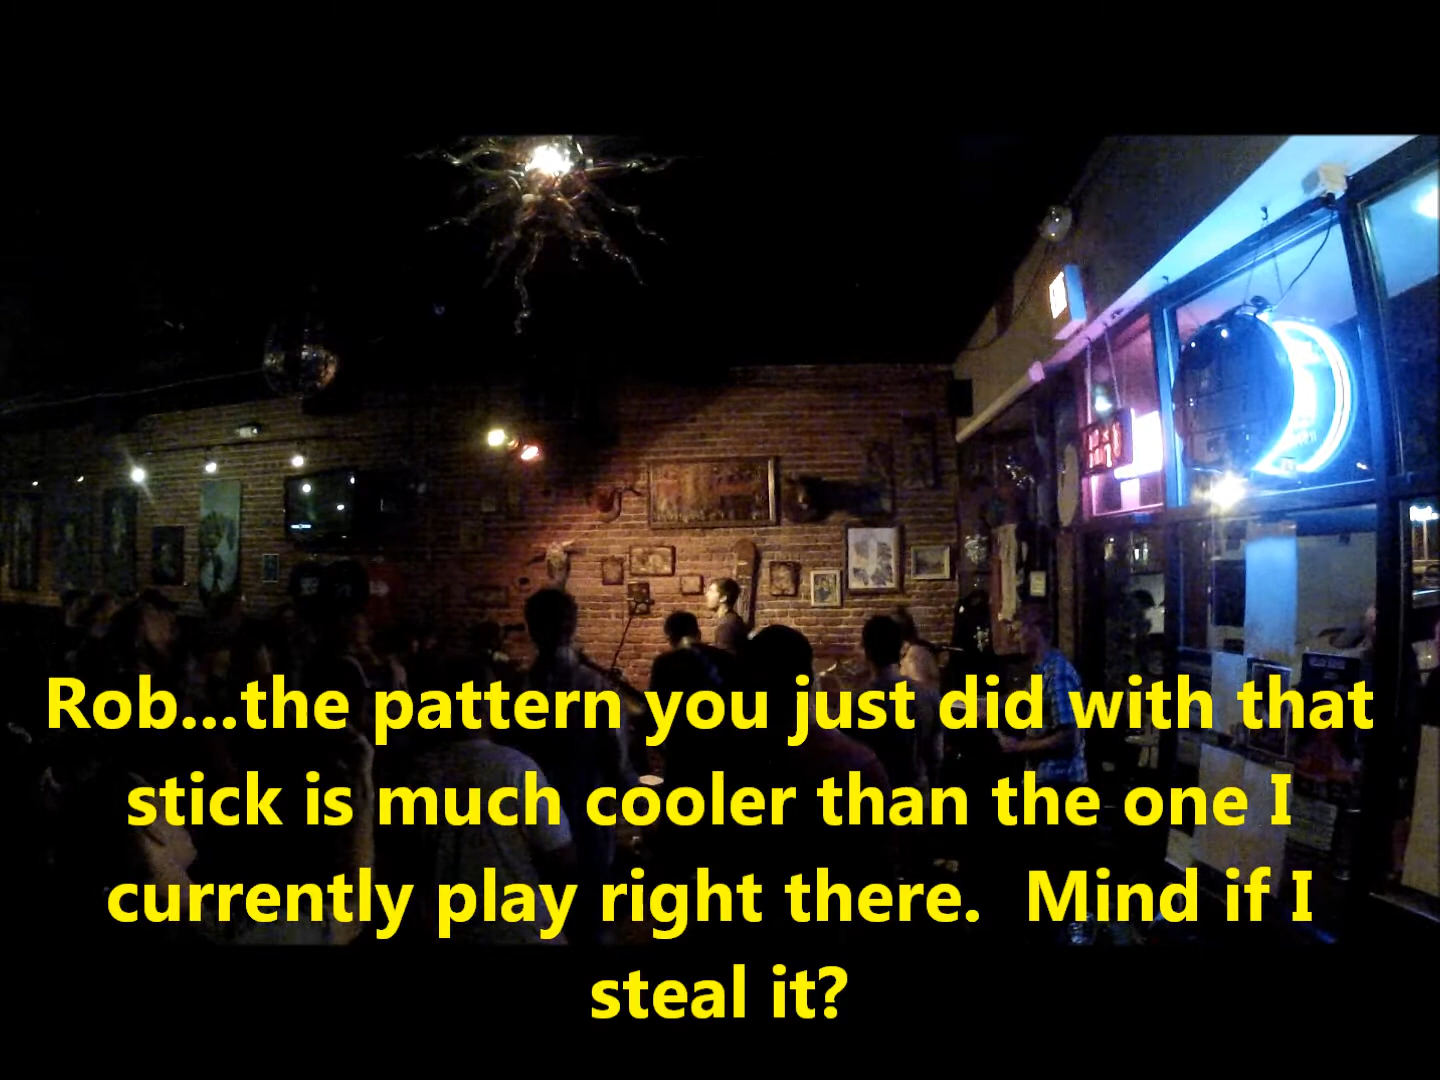 Rob...the pattern you just did with that
stick is much cooler than the one I
currently play right there.  Mind if I
steal it?